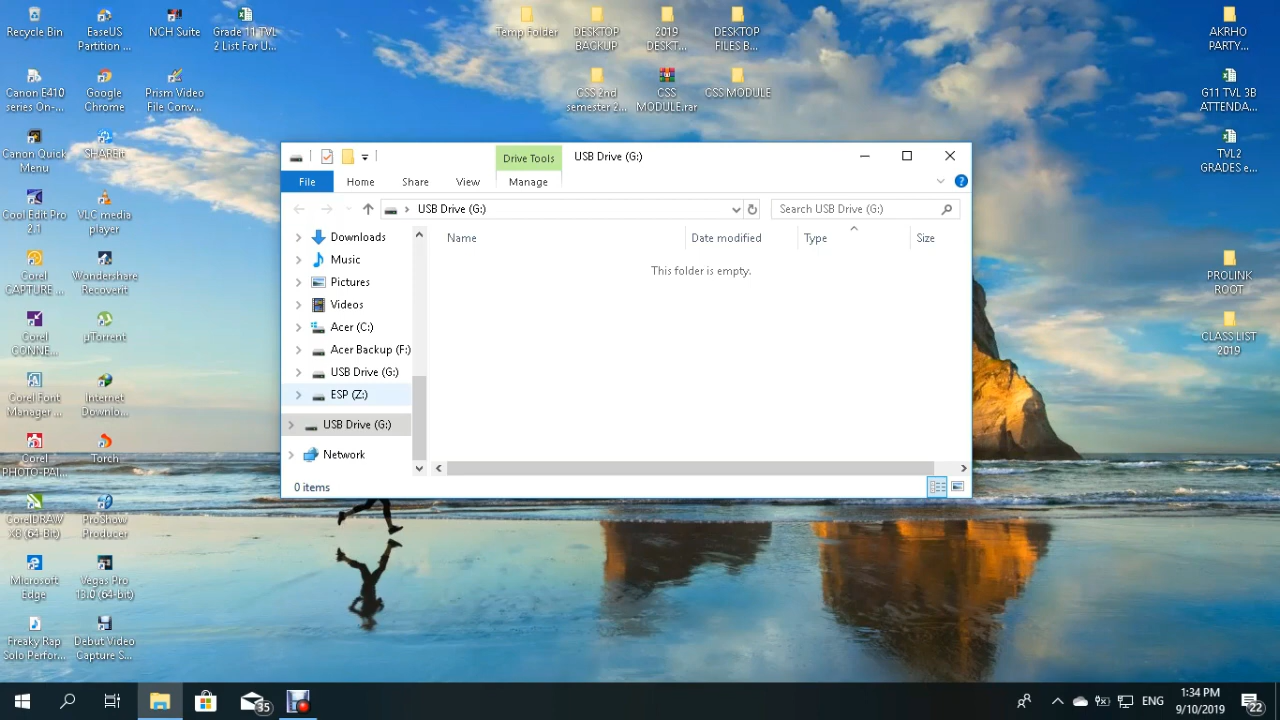 Recycle Bin
EaseUS
Partition ...
NCH Suite
Grade 11 TVL
2 List For U...
Temp Folder
DESKTOP
BACKUP
2019
DESKT...
DESKTOP
FILES B...
AKRHO
PARTY...
Canon E410
series On-...
Google
Chrome
Prism Video
File Conv...
CSS 2nd
semester 2...
CSS
MODULE.rar
CSS MODULE
G11 TVL 3B
ATTENDA...
Canon Quick
Menu
SHAREit
TVL2
GRADES e...
Cool Edit Pro
2.1
VLC media
player
Corel
CAPTURE ...
Wondershare
Recoverit
PROLINK
ROOT
Corel
CONNE...
µTorrent
CLASS LIST
2019
Corel Font
Manager ...
Internet
Downlo...
Corel
PHOTO-PAI...
Torch
CorelDRAW
X8 (64-Bit)
ProShow
Producer
Microsoft
Edge
Vegas Pro
13.0 (64-bit)
Freaky Rap
Solo Perfor...
Debut Video
Capture S...
Drive Tools
USB Drive (G:)
File
Home
Share
View
Manage
USB Drive (G:)
Search USB Drive (G:)
Downloads
Music
Pictures
Videos
Acer (C:)
Acer Backup (F:)
USB Drive (G:)
ESP (Z:)
USB Drive (G:)
Network
Name
Date modified
Type
Size
This folder is empty.
0 items
35
ENG
1:34 PM
9/10/2019
22